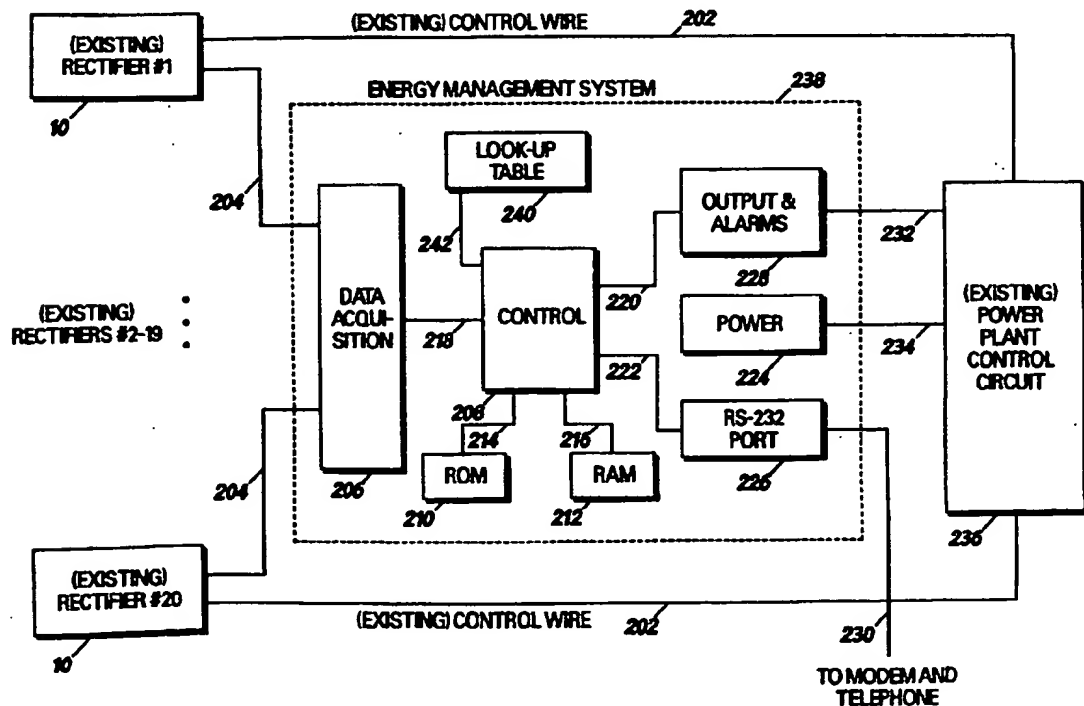 (EXISTING) CONTROL WIRE
202
(EXISTING)
RECTIFIER #1
10
204
ENERGY MANAGEMENT SYSTEM
238
LOOK-UP
TABLE
240
242
DATA
ACQUI-
SITION
206
218
CONTROL
208
214
ROM
210
216
RAM
212
220
222
OUTPUT &
ALARMS
228
232
POWER
224
234
RS-232
PORT
226
(EXISTING)
POWER
PLANT
CONTROL
CIRCUIT
236
(EXISTING)
RECTIFIERS #2-19
204
(EXISTING)
RECTIFIER #20
10
(EXISTING) CONTROL WIRE
202
230
TO MODEM AND
TELEPHONE